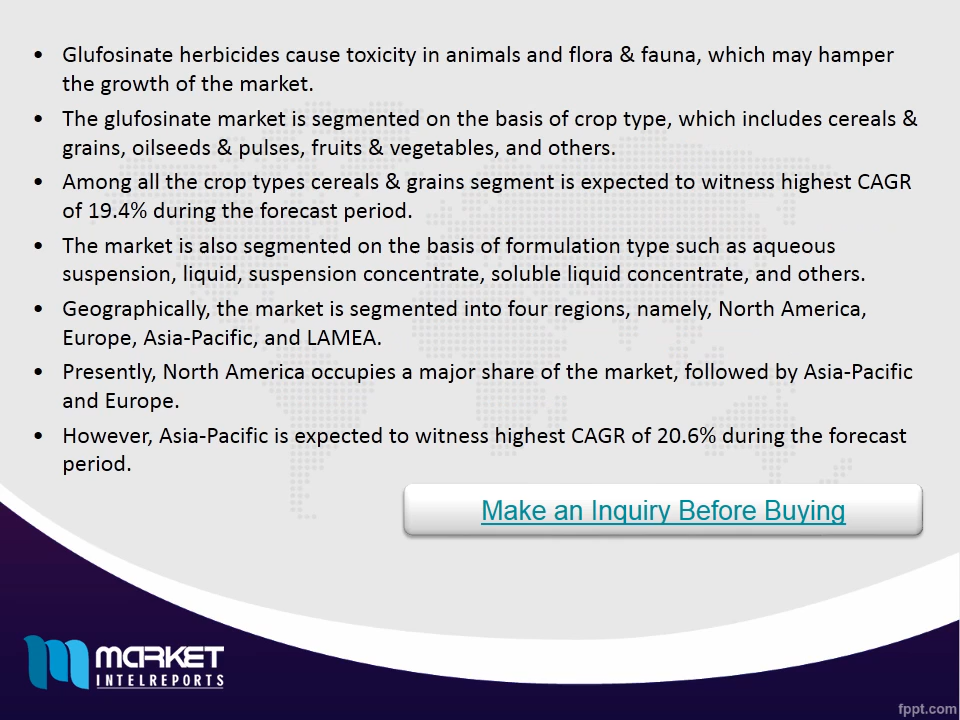 • Glufosinate herbicides cause toxicity in animals and flora & fauna, which may hamper
the growth of the market.
• The glufosinate market is segmented on the basis of crop type, which includes cereals &
grains, oilseeds & pulses, fruits & vegetables, and others.
• Among all the crop types cereals & grains segment is expected to witness highest CAGR
of 19.4% during the forecast period.
• The market is also segmented on the basis of formulation type such as aqueous
suspension, liquid, suspension concentrate, soluble liquid concentrate, and others.
• Geographically, the market is segmented into four regions, namely, North America,
Europe, Asia-Pacific, and LAMEA.
• Presently, North America occupies a major share of the market, followed by Asia-Pacific
and Europe.
• However, Asia-Pacific is expected to witness highest CAGR of 20.6% during the forecast
period.
Make an Inquiry Before Buying
MARKET
INTELREPORTS
fppt.com